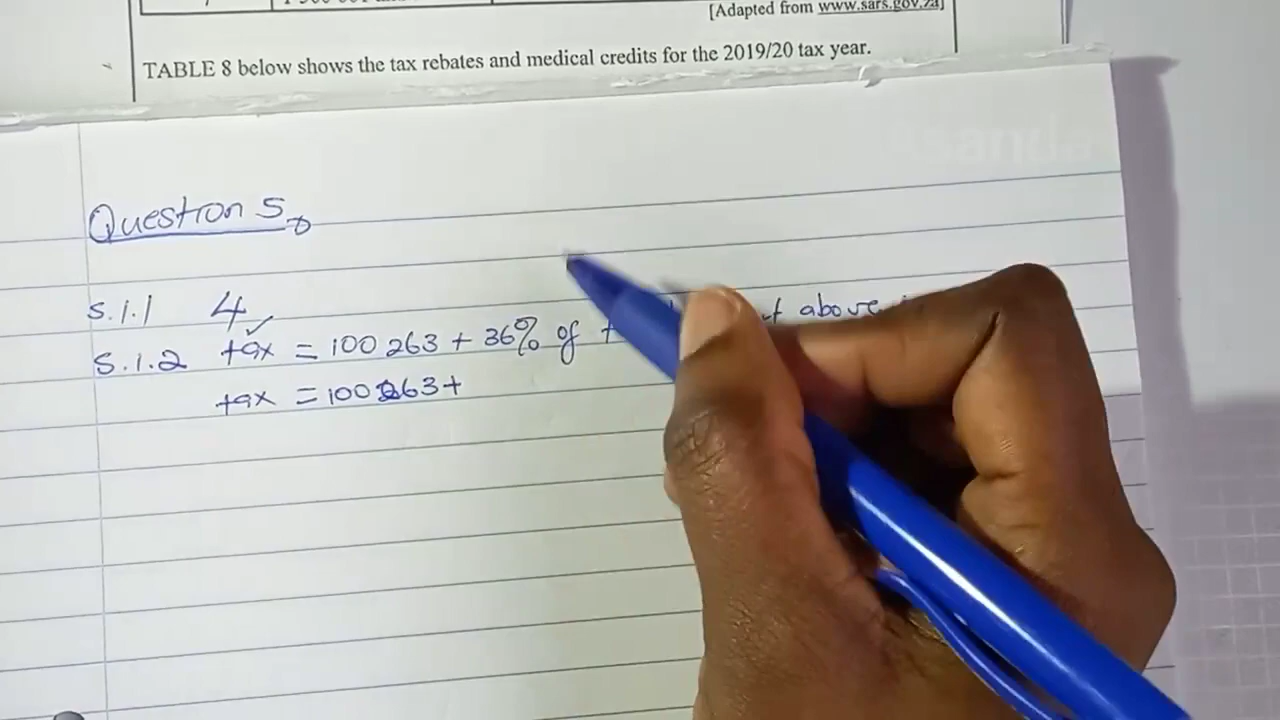 [Adapted from www.sars.gov.za]
TABLE 8 below shows the tax rebates and medical credits for the 2019/20 tax year.
Question 5
5.1.1 4
5.1.2 tax = 100 263 + 36% of above
tax = 100 263 +